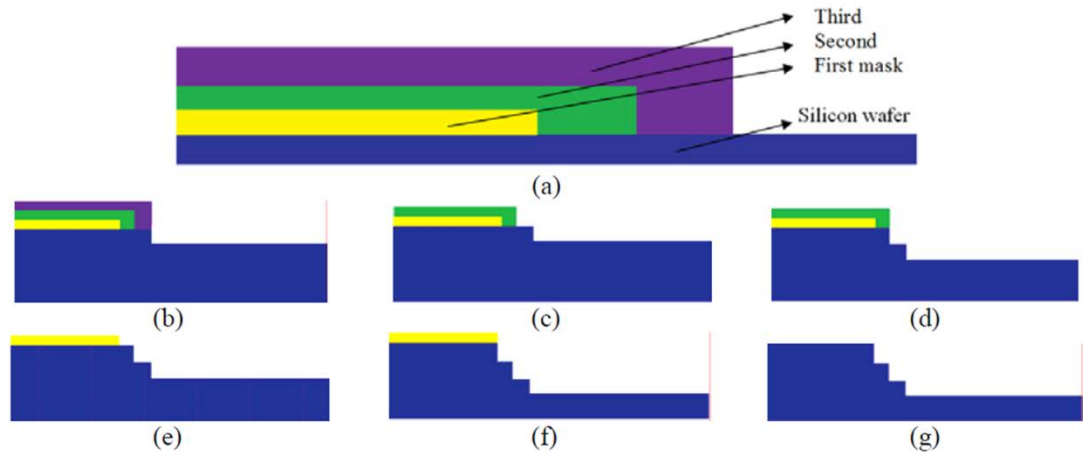 Third
Second
First mask
Silicon wafer
(a)
(b) (c) (d)
(e) (f) (g)